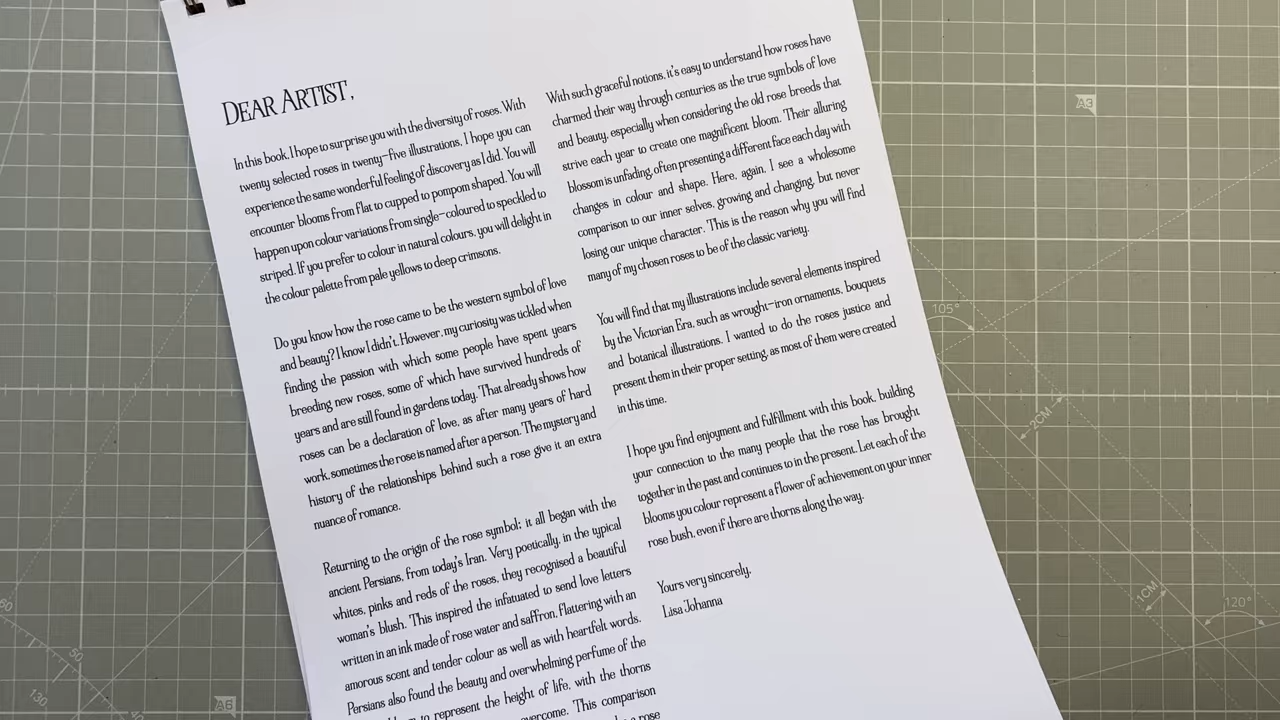 DEAR ARTIST,
In this book, I hope to surprise you with the diversity of roses. With
twenty selected roses in twenty-five illustrations, I hope you can
experience the same wonderful feeling of discovery as I did. You will
encounter blooms from flat to cupped to pompom shaped. You will
happen upon colour variations from single-coloured to speckled to
striped. If you prefer to colour in natural colours, you will delight in
the colour palette from pale yellows to deep crimsons.
Do you know how the rose came to be the western symbol of love
and beauty? I know I didn't. However, my curiosity was tickled when
finding the passion with which some people have spent years
breeding new roses, some of which have survived hundreds of
years and are still found in gardens today. That already shows how
roses can be a declaration of love, as after many years of hard
work, sometimes the rose is named after a person. The mystery and
history of the relationships behind such a rose give it an extra
nuance of romance.
Returning to the origin of the rose symbol; it all began with the
ancient Persians, from today's Iran. Very poetically, in the typical
whites, pinks and reds of the roses, they recognised a beautiful
woman's blush. This inspired the infatuated to send love letters
written in an ink made of rose water and saffron, flattering with an
amorous scent and tender colour as well as with heartfelt words.
Persians also found the beauty and overwhelming perfume of the
to represent the height of life, with the thorns
overcome. This comparison
a rose
With such graceful notions, it's easy to understand how roses have
charmed their way through centuries as the true symbols of love
and beauty, especially when considering the old rose breeds that
strive each year to create one magnificent bloom. Their alluring
blossom is unfading, often presenting a different face each day with
changes in colour and shape. Here, again, I see a wholesome
comparison to our inner selves, growing and changing, but never
losing our unique character. This is the reason why you will find
many of my chosen roses to be of the classic variety.
You will find that my illustrations include several elements inspired
by the Victorian Era, such as wrought-iron ornaments, bouquets
and botanical illustrations. I wanted to do the roses justice and
present them in their proper setting, as most of them were created
in this time.
I hope you find enjoyment and fulfillment with this book, building
your connection to the many people that the rose has brought
together in the past and continues to in the present. Let each of the
blooms you colour represent a flower of achievement on your inner
rose bush, even if there are thorns along the way.
Yours very sincerely,
Lisa Johanna
A3
105°
2CM
1CM
120°
60
50
130
40
A6